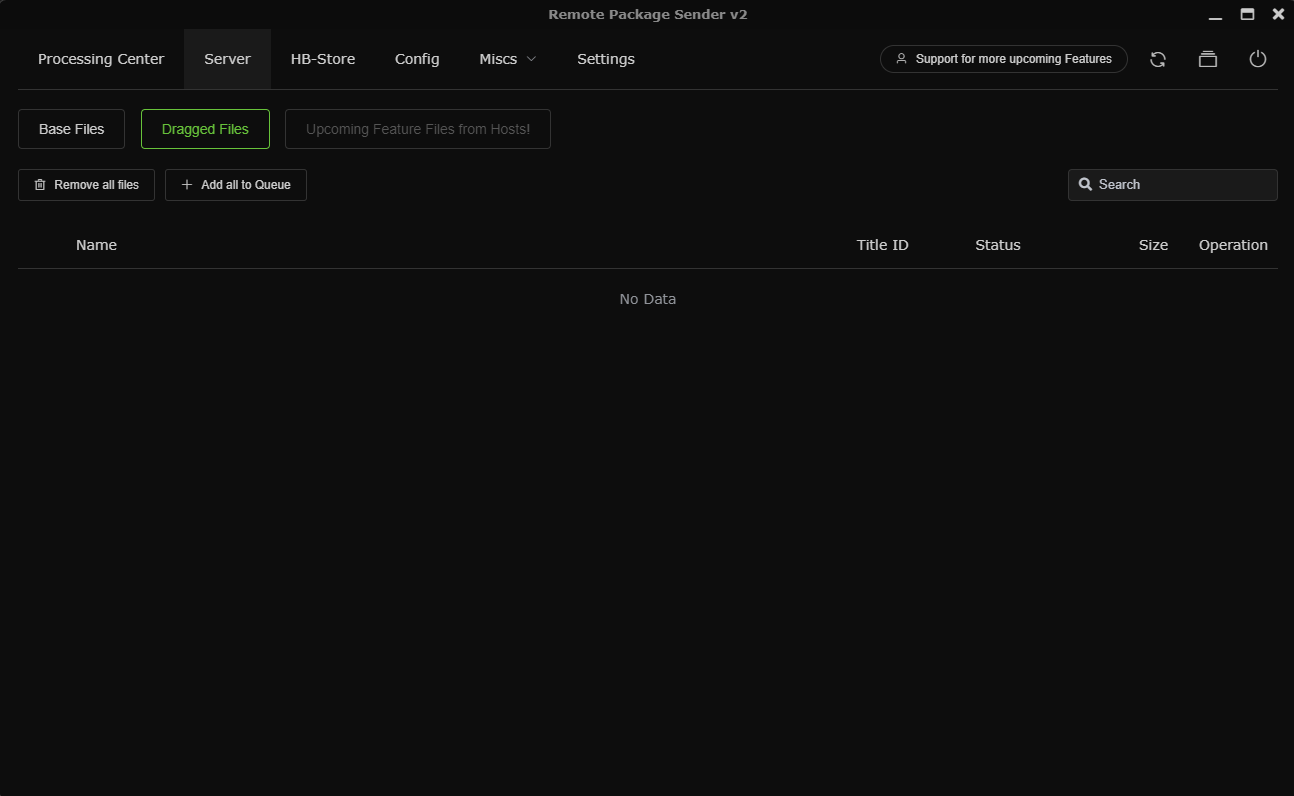 Remote Package Sender v2
Processing Center Server HB-Store Config Miscs Settings Support for more upcoming Features
Base Files Dragged Files Upcoming Feature Files from Hosts!
Remove all files Add all to Queue Search
Name Title ID Status Size Operation
No Data